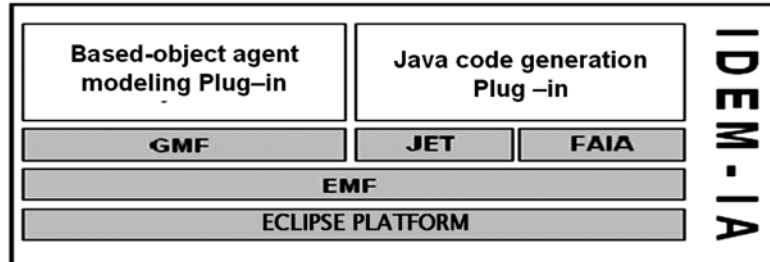 Based-object agent
modeling Plug–in
Java code generation
Plug –in
GMF
JET
FAIA
EMF
ECLIPSE PLATFORM
IDEM-IA